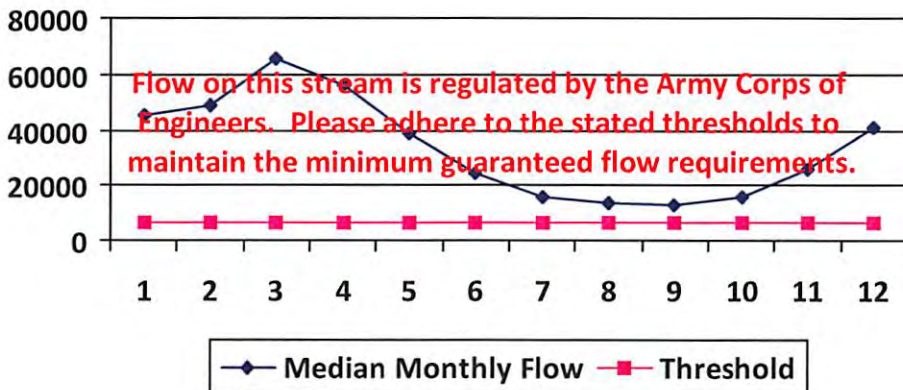 80000
60000
40000
20000
0
Flow on this stream is regulated by the Army Corps of
Engineers. Please adhere to the stated thresholds to
maintain the minimum guaranteed flow requirements.
1 2 3 4 5 6 7 8 9 10 11 12
Median Monthly Flow Threshold